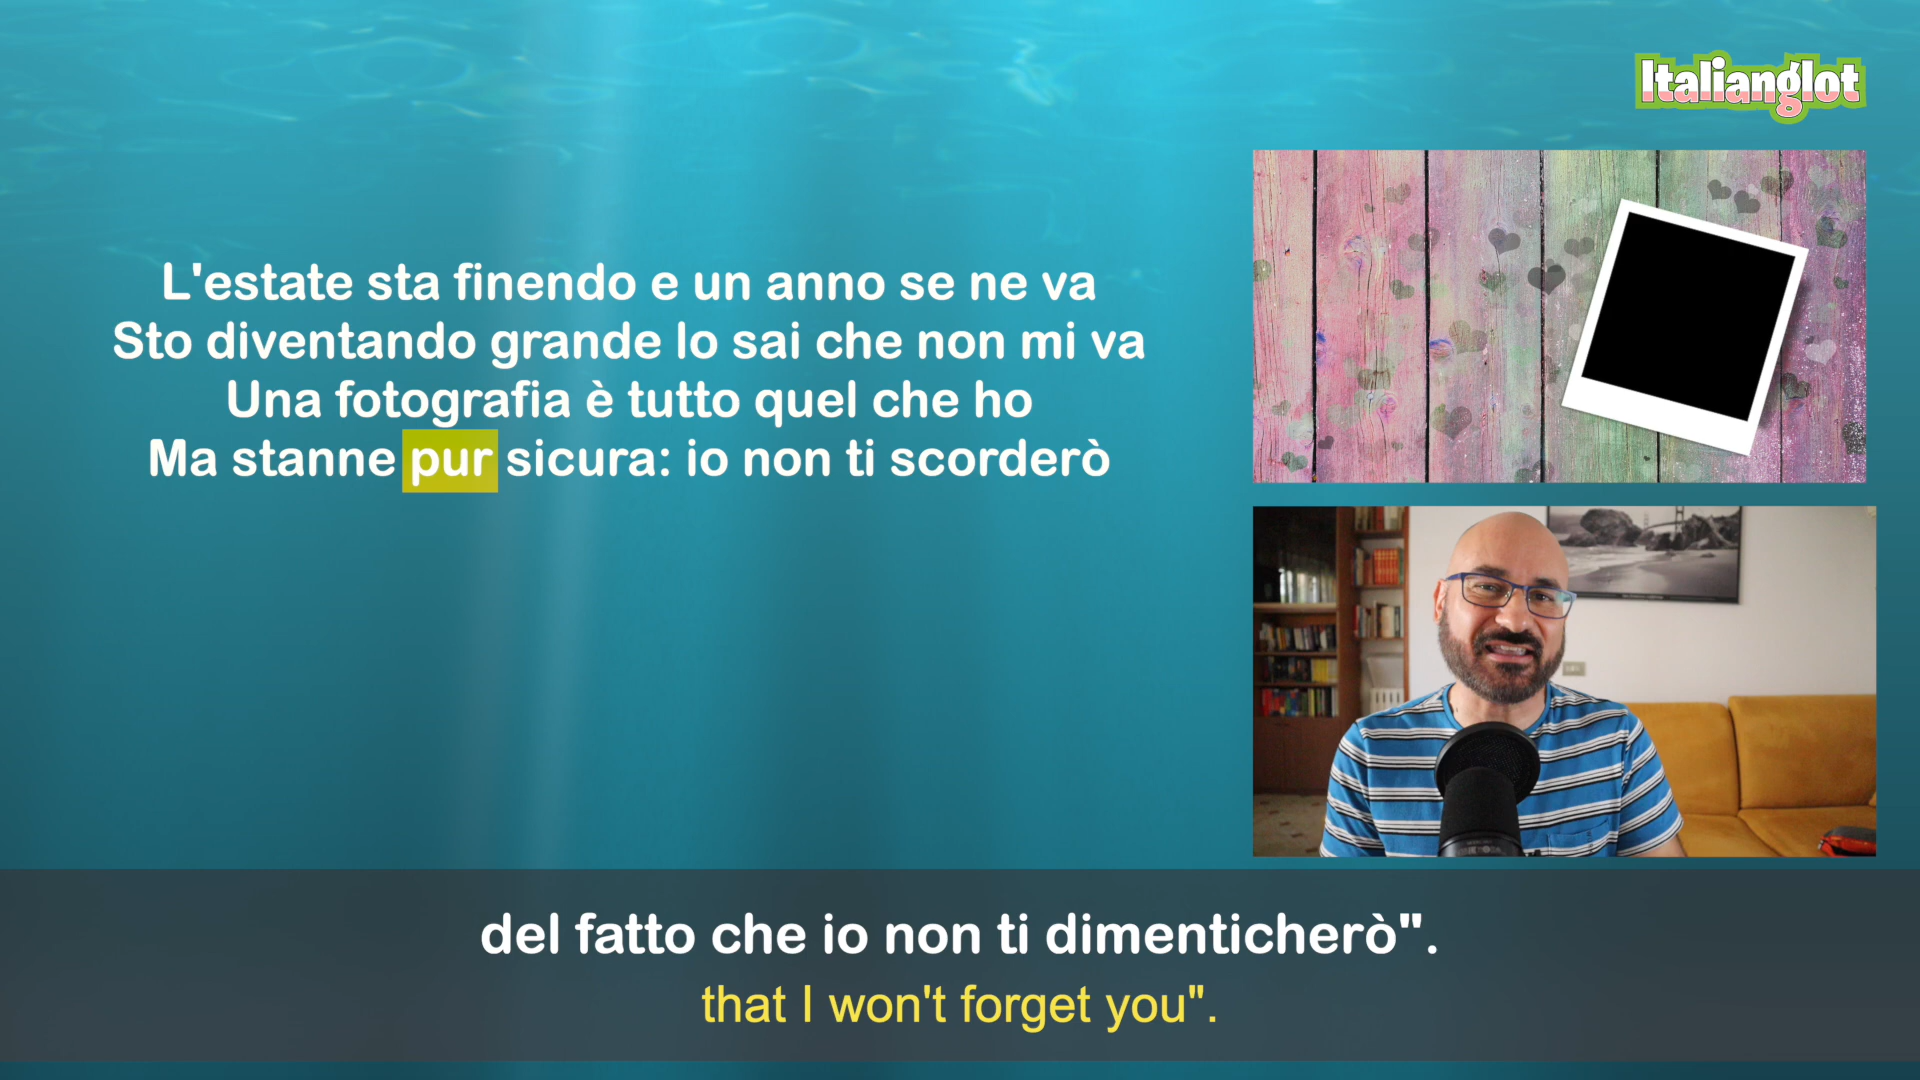 Italianglot
L'estate sta finendo e un anno se ne va
Sto diventando grande lo sai che non mi va
Una fotografia è tutto quel che ho
Ma stanne pur sicura: io non ti scorderò
del fatto che io non ti dimenticherò".
that I won't forget you".